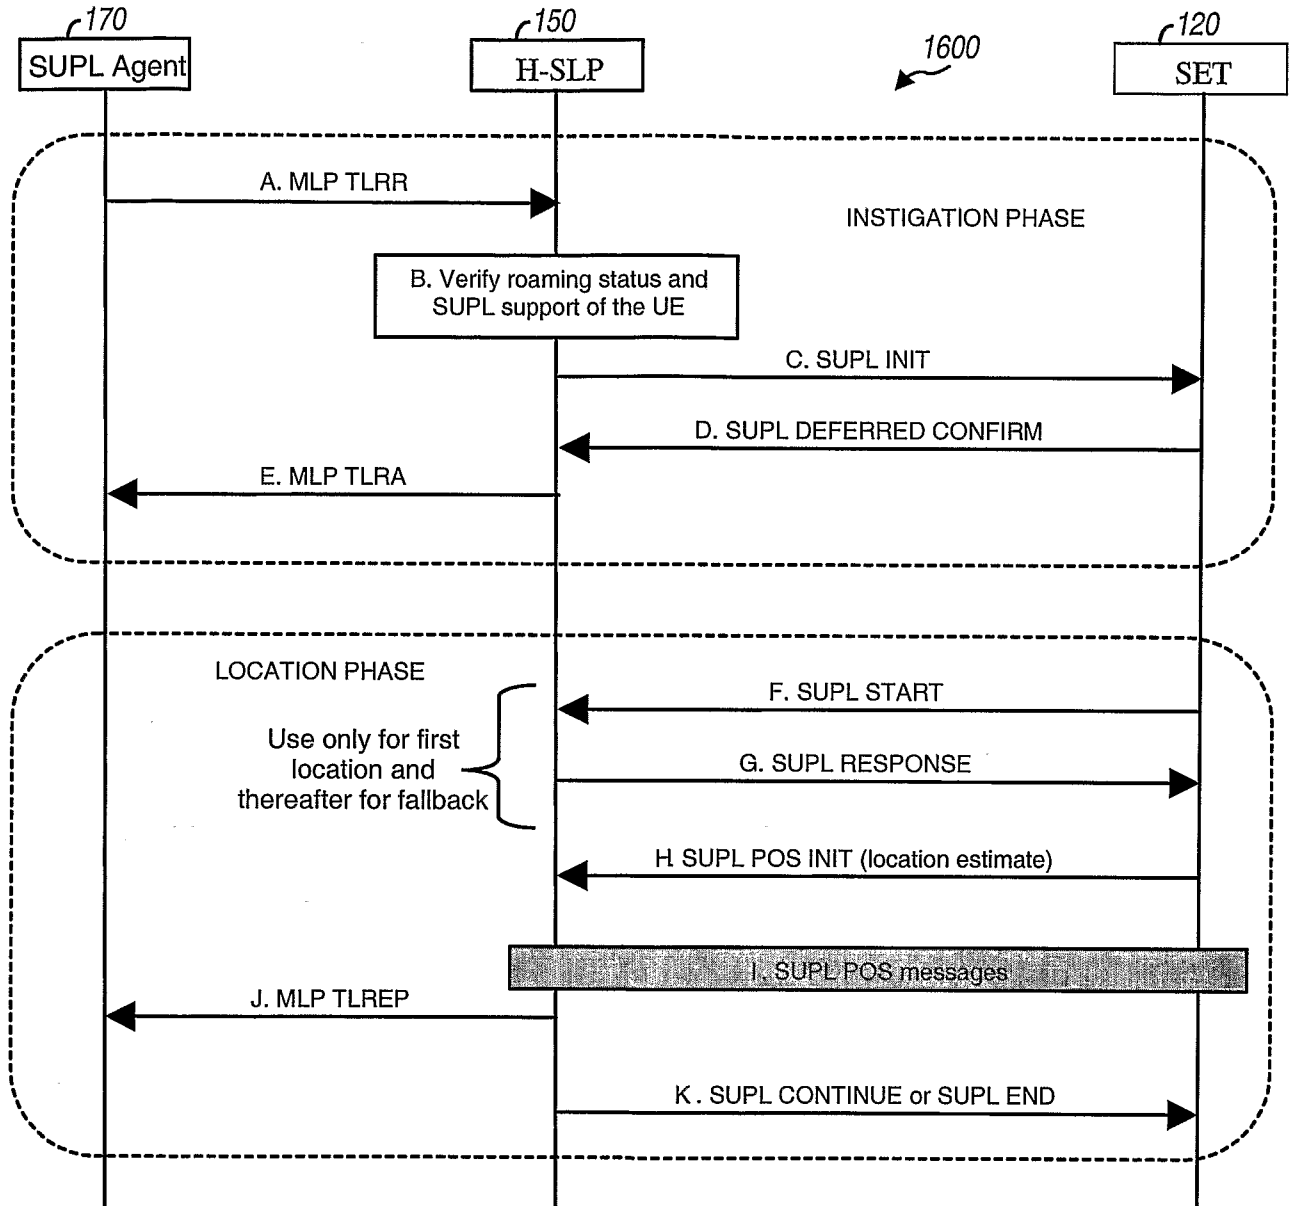 170
150
120
SUPL Agent
H-SLP
1600
SET
A. MLP TLRR
INSTIGATION PHASE
B. Verify roaming status and
SUPL support of the UE
C. SUPL INIT
D. SUPL DEFERRED CONFIRM
E. MLP TLRA
LOCATION PHASE
F. SUPL START
Use only for first
location and
thereafter for fallback
G. SUPL RESPONSE
H. SUPL POS INIT (location estimate)
I. SUPL POS messages
J. MLP TLREP
K. SUPL CONTINUE or SUPL END